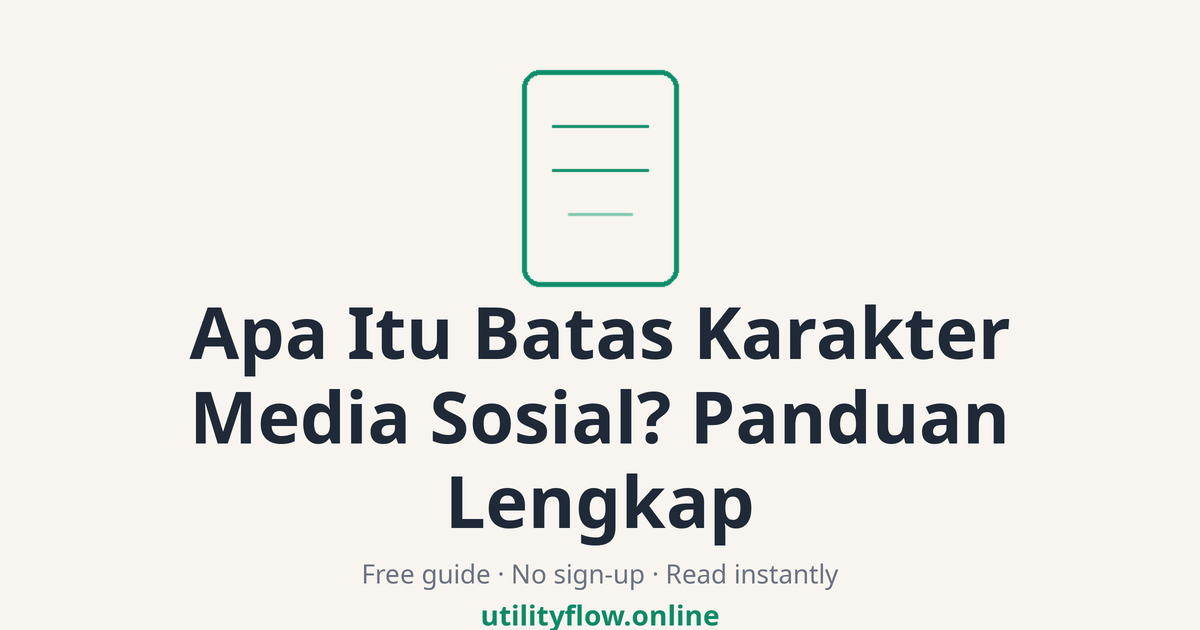 Apa Itu Batas Karakter
Media Sosial? Panduan
Lengkap
Free guide · No sign-up · Read instantly
utilityflow.online